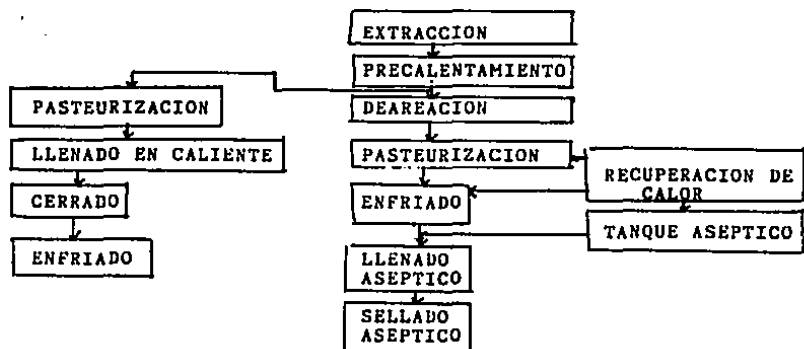 EXTRACCION
PRECALENTAMIENTO
PASTEURIZACION
DEAREACION
LLENADO EN CALIENTE
PASTEURIZACION
RECUPERACION DE
CALOR
CERRADO
ENFRIADO
TANQUE ASEPTICO
ENFRIADO
LLENADO
ASEPTICO
SELLADO
ASEPTICO